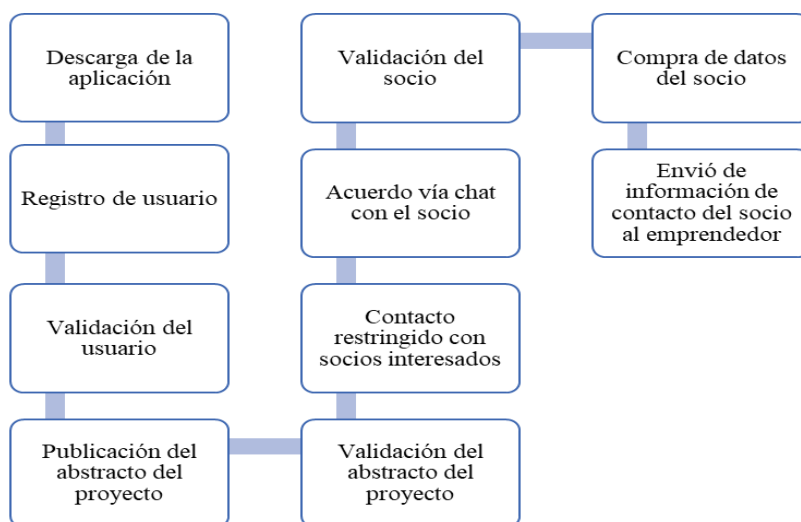 Descarga de la
aplicación
Registro de usuario
Validación del
usuario
Publicación del
abstracto del
proyecto
Validación del
abstracto del
proyecto
Contacto
restringido con
socios interesados
Acuerdo vía chat
con el socio
Validación del
socio
Compra de datos
del socio
Envió de
información de
contacto del socio
al emprendedor